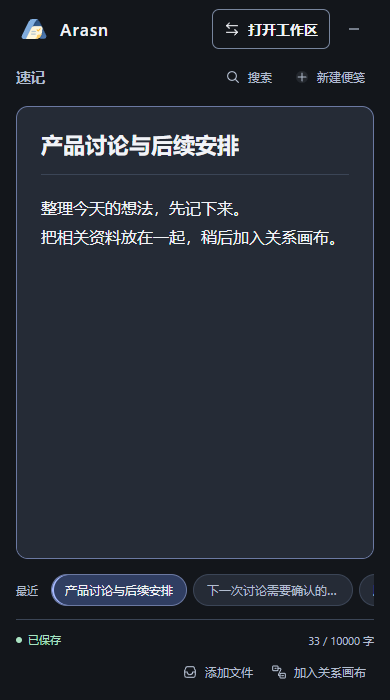 Arasn
打开工作区
速记
搜索
新建便笺
产品讨论与后续安排
整理今天的想法，先记下来。
把相关资料放在一起，稍后加入关系画布。
最近
产品讨论与后续安排
下一次讨论需要确认的...
已保存
33 / 10000 字
添加文件
加入关系画布